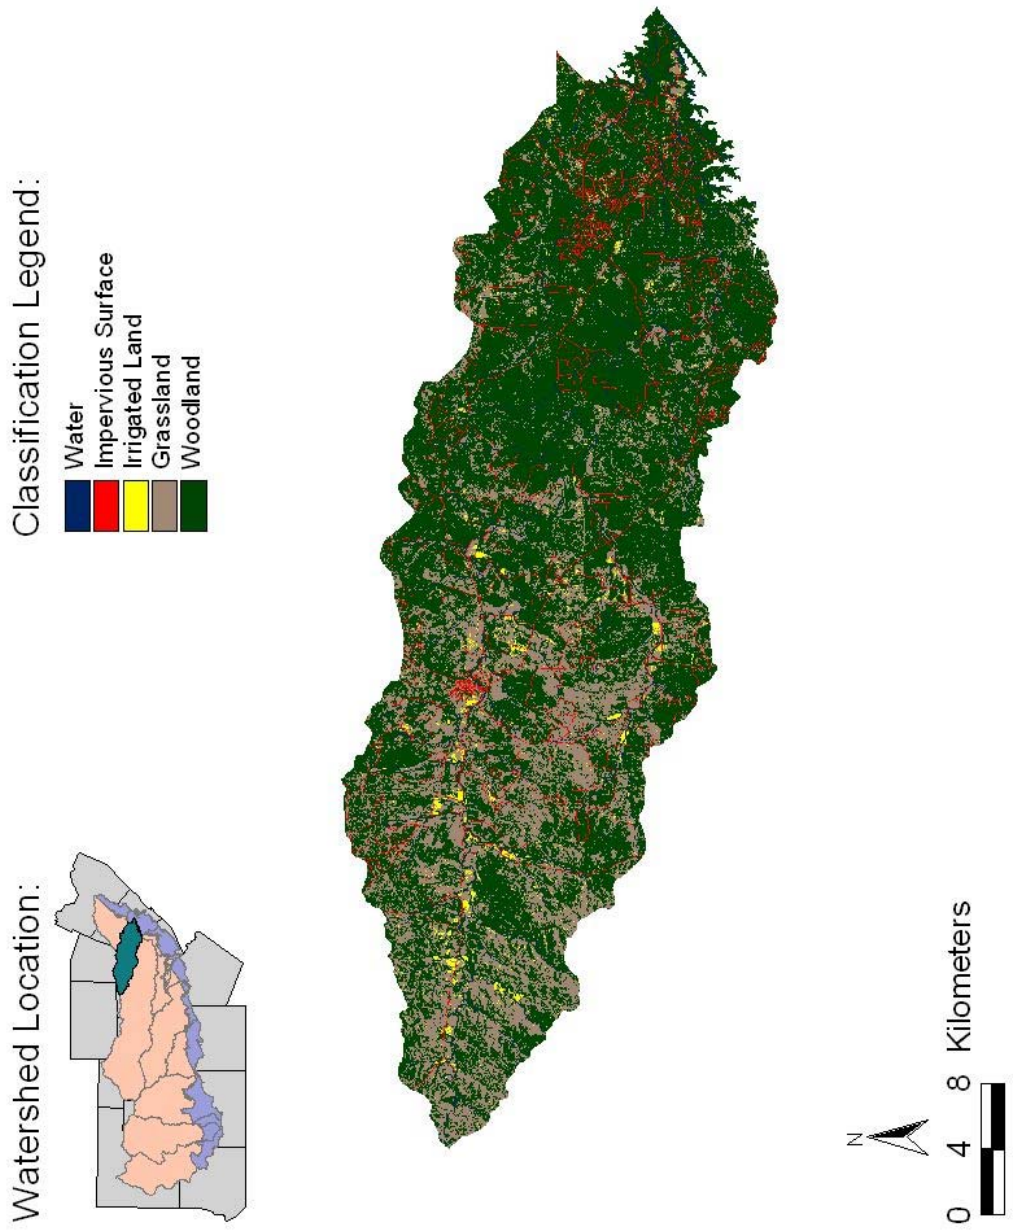 Watershed Location:
Classification Legend:
Water
Impervious Surface
Irrigated Land
Grassland
Woodland
N
0 4 8 Kilometers